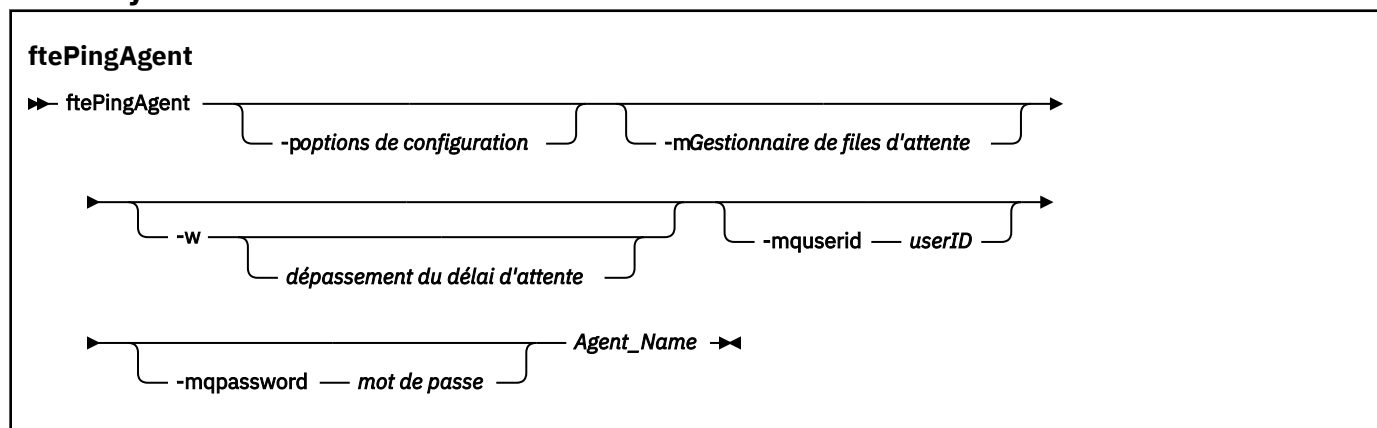 ftePingAgent
ftePingAgent
-poptions de configuration -mGestionnaire de files d'attente
-w -mquserid userID
dépassement du délai d'attente
Agent_Name
-mqpassword mot de passe